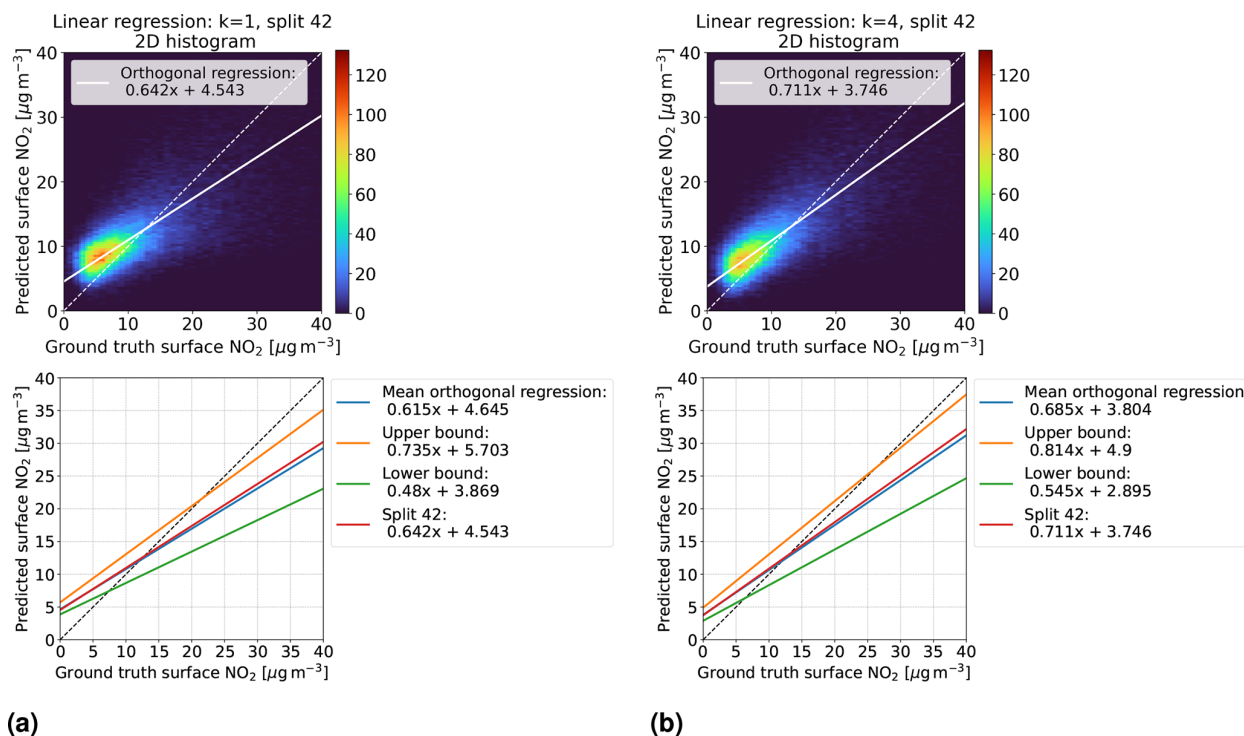 Linear regression: k=1, split 42
2D histogram
Orthogonal regression:
0.642x + 4.543
Predicted surface NO₂ [μg m⁻³]
40
30
20
10
0
0 10 20 30 40
Ground truth surface NO₂ [μg m⁻³]
120
100
80
60
40
20
0
Linear regression: k=4, split 42
2D histogram
Orthogonal regression:
0.711x + 3.746
Predicted surface NO₂ [μg m⁻³]
40
30
20
10
0
0 10 20 30 40
Ground truth surface NO₂ [μg m⁻³]
120
100
80
60
40
20
0
Predicted surface NO₂ [μg m⁻³]
40
35
30
25
20
15
10
5
0
0 5 10 15 20 25 30 35 40
Ground truth surface NO₂ [μg m⁻³]
Mean orthogonal regression:
0.615x + 4.645
Upper bound:
0.735x + 5.703
Lower bound:
0.48x + 3.869
Split 42:
0.642x + 4.543
Predicted surface NO₂ [μg m⁻³]
40
35
30
25
20
15
10
5
0
0 5 10 15 20 25 30 35 40
Ground truth surface NO₂ [μg m⁻³]
Mean orthogonal regression
0.685x + 3.804
Upper bound:
0.814x + 4.9
Lower bound:
0.545x + 2.895
Split 42:
0.711x + 3.746
(a)
(b)